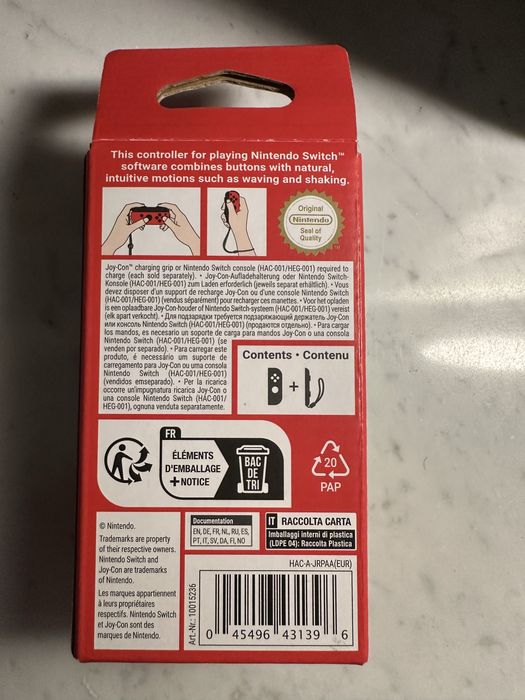 This controller for playing Nintendo Switch™
software combines buttons with natural,
intuitive motions such as waving and shaking.
Original
Nintendo
Seal of
Quality
™
Joy-Con™ charging grip or Nintendo Switch console (HAC-001/HEG-001) required to
charge (each sold separately). • Joy-Con-Aufladehalterung oder Nintendo Switch-
Konsole (HAC-001/HEG-001) zum Laden erforderlich (jeweils separat erhältlich). • Vous
devez disposer d'un support de recharge Joy-Con ou d'une console Nintendo Switch
(HAC-001/HEG-001) (vendus séparément) pour recharger ces manettes. • Voor het opladen
is een oplaadbare Joy-Con-houder of Nintendo Switch-systeem (HAC-001/HEG-001) vereist
(elk apart verkocht). • Для подзарядки требуется подзаряжающий держатель Joy-Con
или консоль Nintendo Switch (HAC-001/HEG-001) (продаются отдельно). • Para cargar
los mandos, es necesario un soporte de carga para mandos Joy-Con o una consola
Nintendo Switch (HAC-001/HEG-001) (se
venden por separado). • Para carregar este
produto, é necessário um suporte de
carregamento para Joy-Con ou uma consola
Nintendo Switch (HAC-001/HEG-001)
(vendidos emseparado). • Per la ricarica
occorre un'impugnatura ricarica Joy-Con o
una console Nintendo Switch (HAC-001/
HEG-001), ognuna venduta separatamente.
Contents • Contenu
+
FR
ÉLÉMENTS
D'EMBALLAGE
+ NOTICE
BAC
DE
TRI
20
PAP
© Nintendo.
Trademarks are property
of their respective owners.
Nintendo Switch and
Joy-Con are trademarks
of Nintendo.
Les marques appartiennent
à leurs propriétaires
respectifs. Nintendo Switch
et Joy-Con sont des
marques de Nintendo.
Documentation
EN, DE, FR, NL, RU, ES,
PT, IT, SV, DA, FI, NO
IT RACCOLTA CARTA
Imballaggi interni di plastica
(LDPE 04): Raccolta Plastica
HAC-A-JRPAA(EUR)
Art.-Nr.: 10015236
0 45496 43139 6